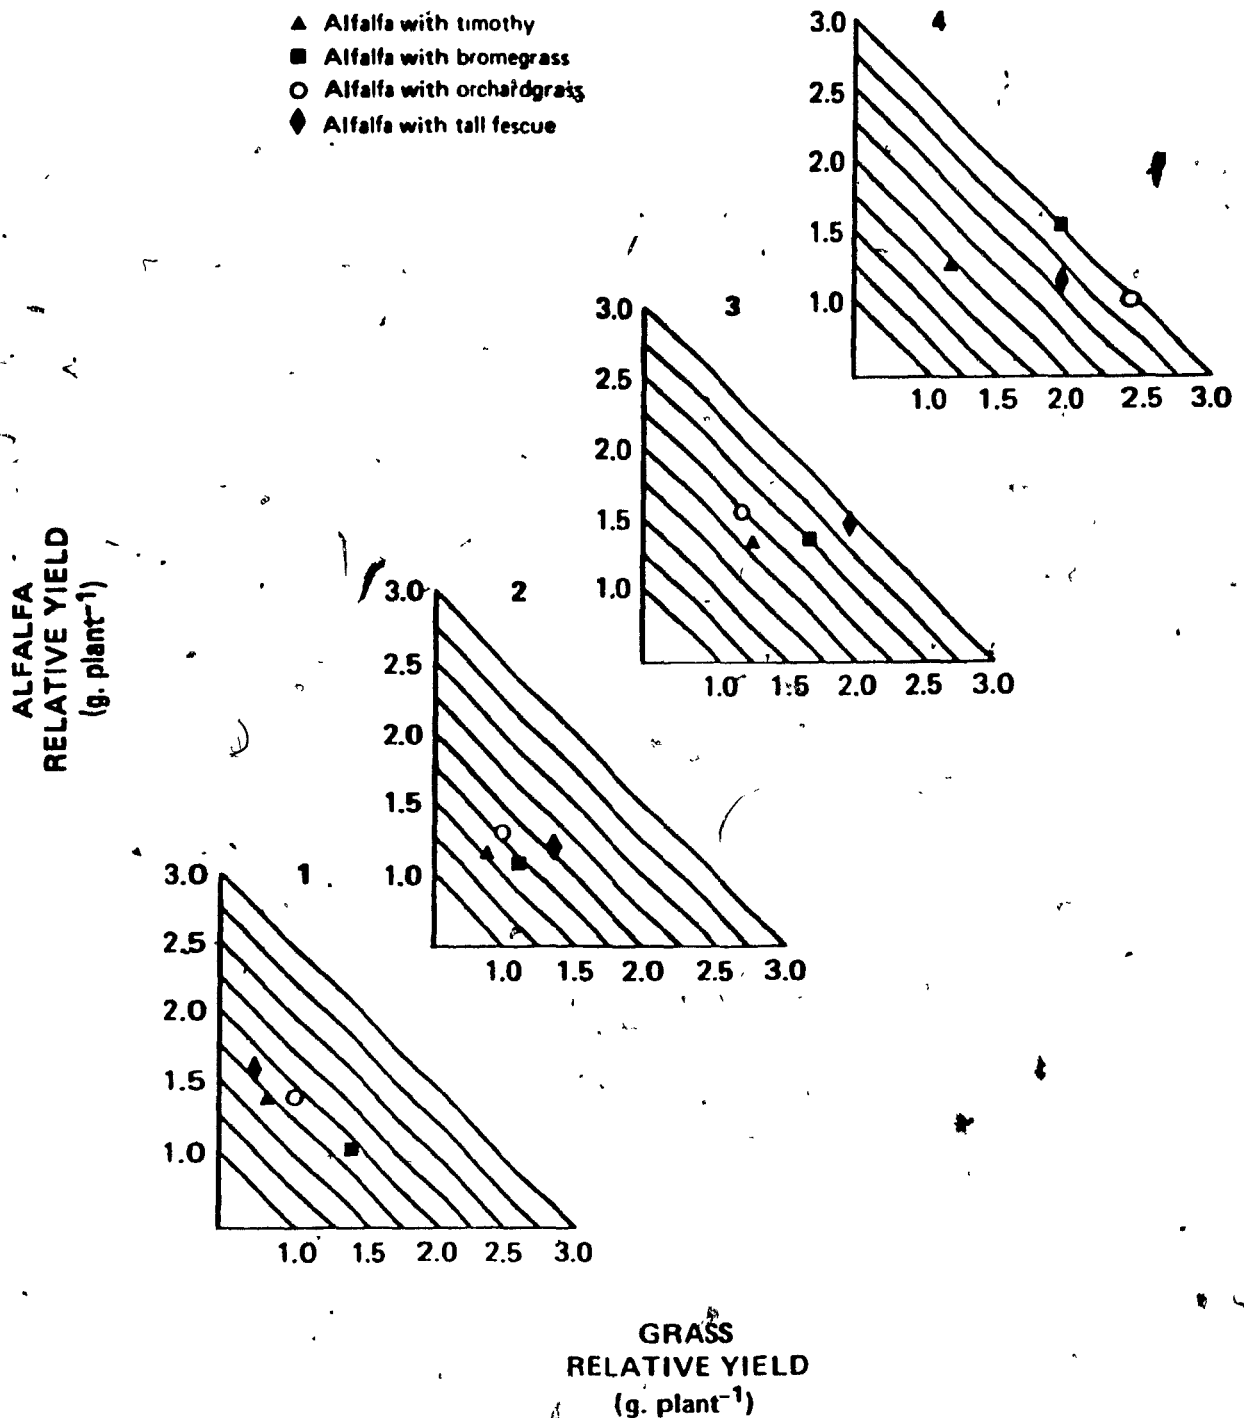 Alfalfa with timothy
Alfalfa with bromegrass
Alfalfa with orchardgrass
Alfalfa with tall fescue
4
3.0
2.5
2.0
1.5
1.0
1.0 1.5 2.0 2.5 3.0
3
3.0
2.5
2.0
1.5
1.0
1.0 1.5 2.0 2.5 3.0
2
3.0
2.5
2.0
1.5
1.0
1.0 1.5 2.0 2.5 3.0
1
3.0
2.5
2.0
1.5
1.0
1.0 1.5 2.0 2.5 3.0
ALFALFA
RELATIVE YIELD
(g. plant⁻¹)
GRASS
RELATIVE YIELD
(g. plant⁻¹)